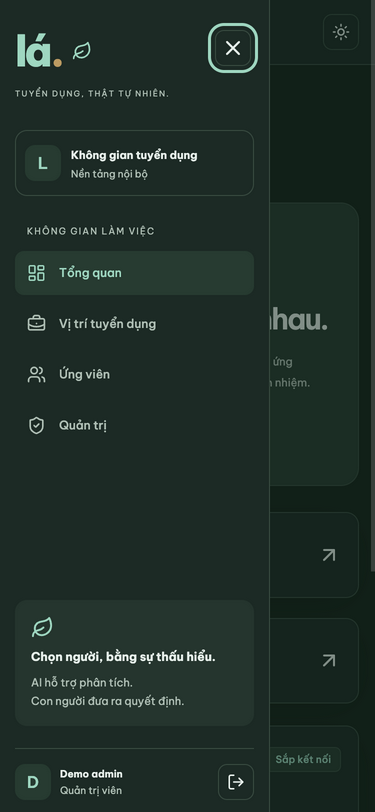 lá.
TUYỂN DỤNG, THẬT TỰ NHIÊN.
L
Không gian tuyển dụng
Nền tảng nội bộ
KHÔNG GIAN LÀM VIỆC
Tổng quan
Vị trí tuyển dụng
Ứng viên
Quản trị
nhau.
ứng
nhiệm.
Chọn người, bằng sự thấu hiểu.
AI hỗ trợ phân tích.
Con người đưa ra quyết định.
Sắp kết nối
D
Demo admin
Quản trị viên